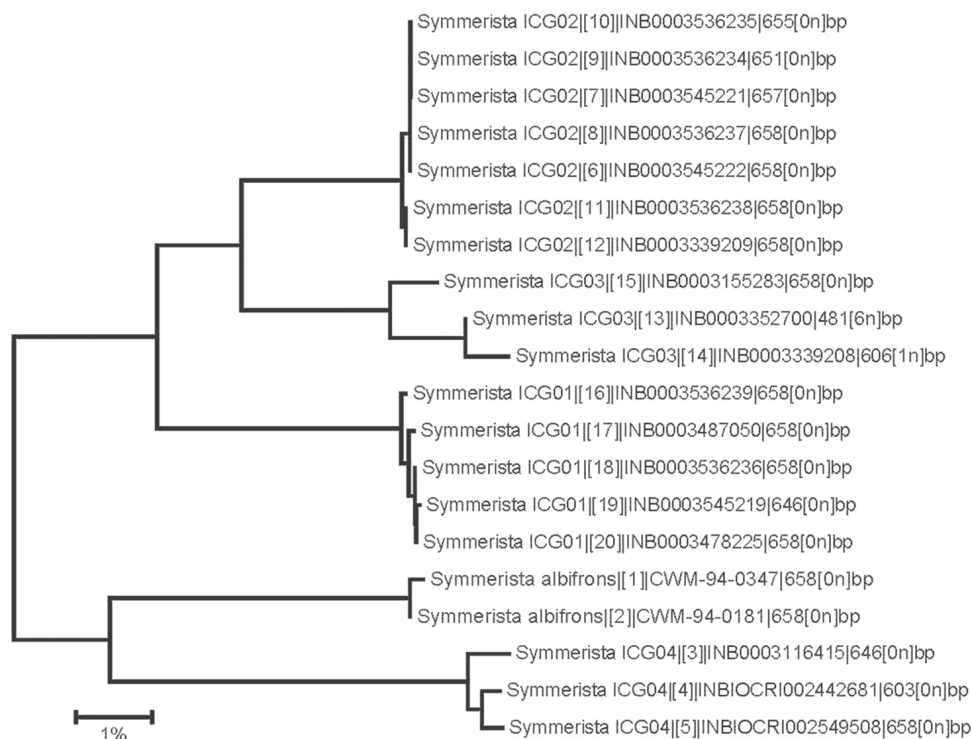 Symmerista ICG02|[10]|INB0003536235|655[0n]bp
Symmerista ICG02|[9]|INB0003536234|651[0n]bp
Symmerista ICG02|[7]|INB0003545221|657[0n]bp
Symmerista ICG02|[8]|INB0003536237|658[0n]bp
Symmerista ICG02|[6]|INB0003545222|658[0n]bp
Symmerista ICG02|[11]|INB0003536238|658[0n]bp
Symmerista ICG02|[12]|INB0003339209|658[0n]bp
Symmerista ICG03|[15]|INB0003155283|658[0n]bp
Symmerista ICG03|[13]|INB0003352700|481[6n]bp
Symmerista ICG03|[14]|INB0003339208|606[1n]bp
Symmerista ICG01|[16]|INB0003536239|658[0n]bp
Symmerista ICG01|[17]|INB0003487050|658[0n]bp
Symmerista ICG01|[18]|INB0003536236|658[0n]bp
Symmerista ICG01|[19]|INB0003545219|646[0n]bp
Symmerista ICG01|[20]|INB0003478225|658[0n]bp
Symmerista albifrons|[1]|CWM-94-0347|658[0n]bp
Symmerista albifrons|[2]|CWM-94-0181|658[0n]bp
Symmerista ICG04|[3]|INB0003116415|646[0n]bp
Symmerista ICG04|[4]|INBIOCRI002442681|603[0n]bp
Symmerista ICG04|[5]|INBIOCRI002549508|658[0n]bp
1%